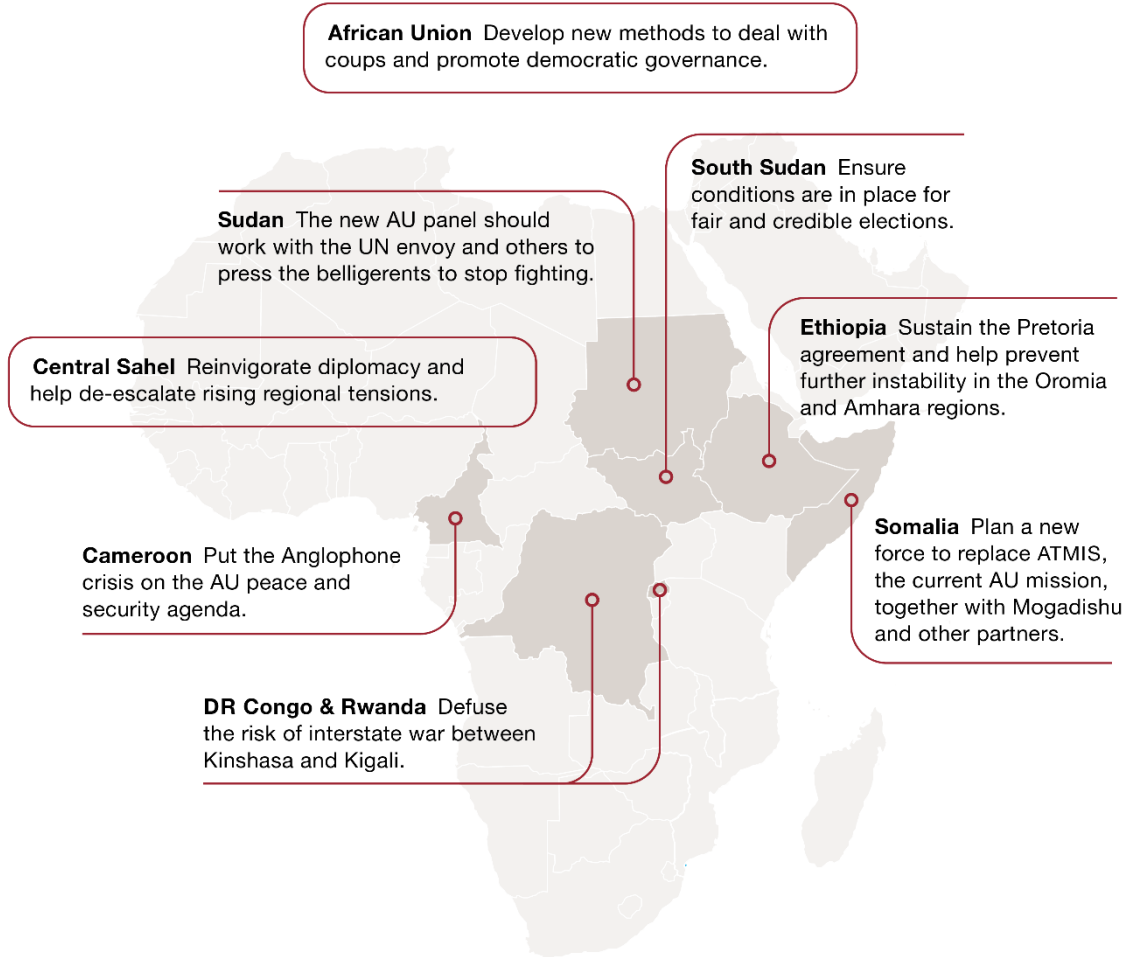 African Union Develop new methods to deal with
coups and promote democratic governance.
South Sudan Ensure
conditions are in place for
fair and credible elections.
Sudan The new AU panel should
work with the UN envoy and others to
press the belligerents to stop fighting.
Ethiopia Sustain the Pretoria
agreement and help prevent
further instability in the Oromia
and Amhara regions.
Central Sahel Reinvigorate diplomacy and
help de-escalate rising regional tensions.
Somalia Plan a new
force to replace ATMIS,
the current AU mission,
together with Mogadishu
and other partners.
Cameroon Put the Anglophone
crisis on the AU peace and
security agenda.
DR Congo & Rwanda Defuse
the risk of interstate war between
Kinshasa and Kigali.